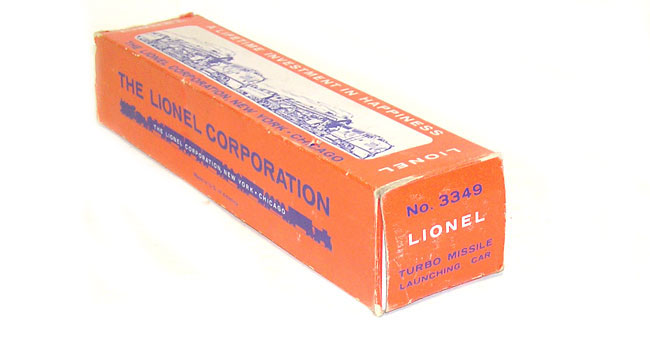 A LIFETIME INVESTMENT IN HAPPINESS
THE LIONEL CORPORATION, NEW YORK • CHICAGO
LIONEL
THE LIONEL CORPORATION
THE LIONEL CORPORATION, NEW YORK • CHICAGO
No. 3349
LIONEL
TURBO MISSILE
LAUNCHING CAR